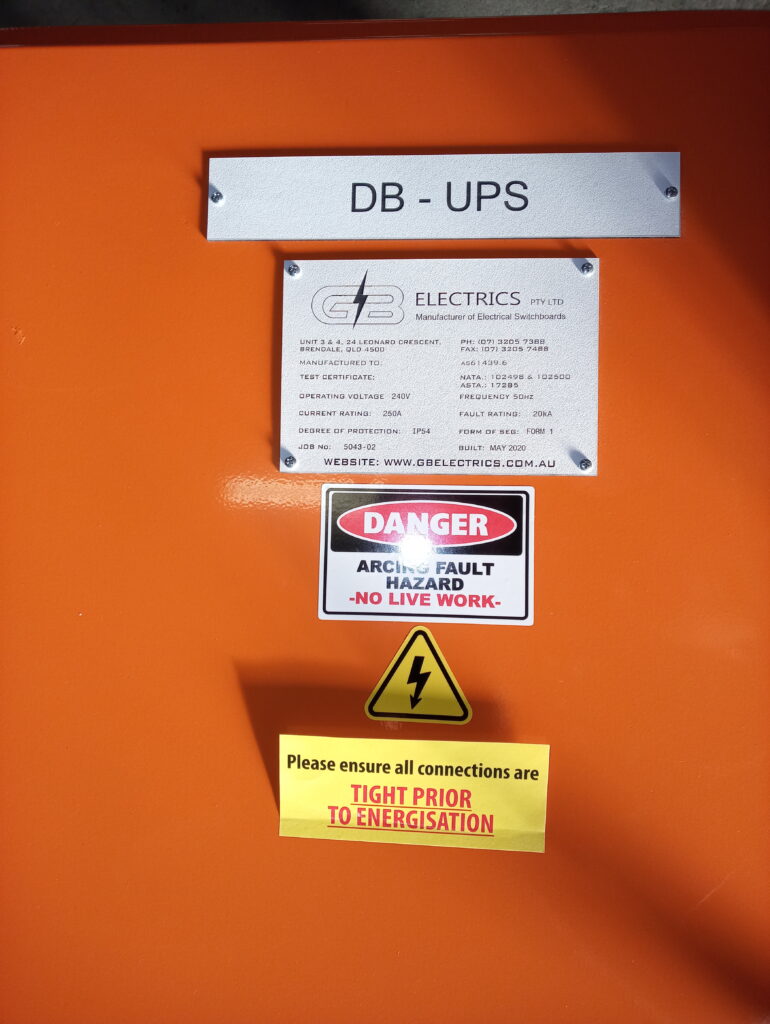 DB - UPS
GB ELECTRICS PTY LTD
Manufacturer of Electrical Switchboards
UNIT 3 & 4, 24 LEONARD CRESCENT, PH: (07) 3205 7388
BRENDALE, QLD 4500 FAX: (07) 3205 7488
MANUFACTURED TO: AS61439.6
TEST CERTIFICATE: NATA.: 102498 & 102500
ASTA.: 17285
OPERATING VOLTAGE 240V FREQUENCY 50HZ
CURRENT RATING: 250A FAULT RATING: 20kA
DEGREE OF PROTECTION: IP54 FORM OF SEG: FORM 1
JOB No: 5043-02 BUILT: MAY 2020
WEBSITE: WWW.GBELECTRICS.COM.AU
DANGER
ARCING FAULT
HAZARD
-NO LIVE WORK-
Please ensure all connections are
TIGHT PRIOR
TO ENERGISATION